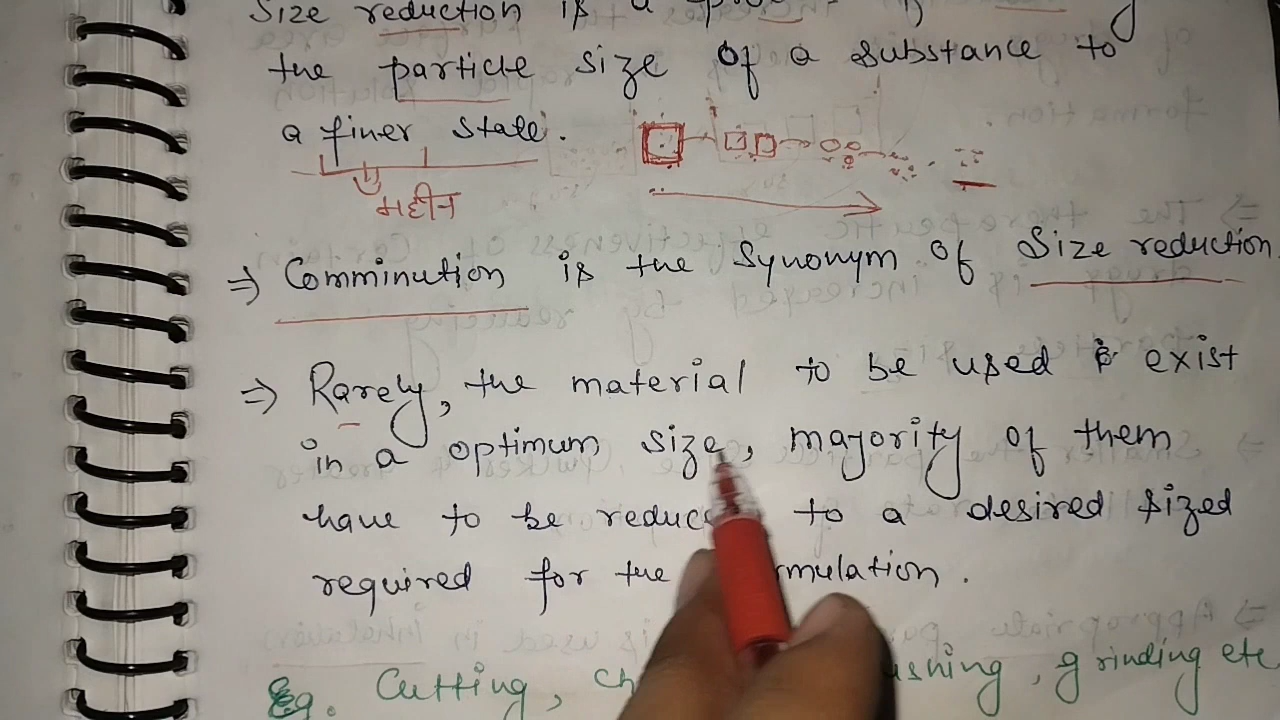 Size reduction is a
the particle size of a substance to
a finer state.
महीन
⇒ Comminution is the synonym of Size reduction.
⇒ Rarely, the material to be used exist
in a optimum size, majority of them
have to be reduc to a desired sized
required for the mulation.
Eg. Cutting, ch ushing, grinding etc